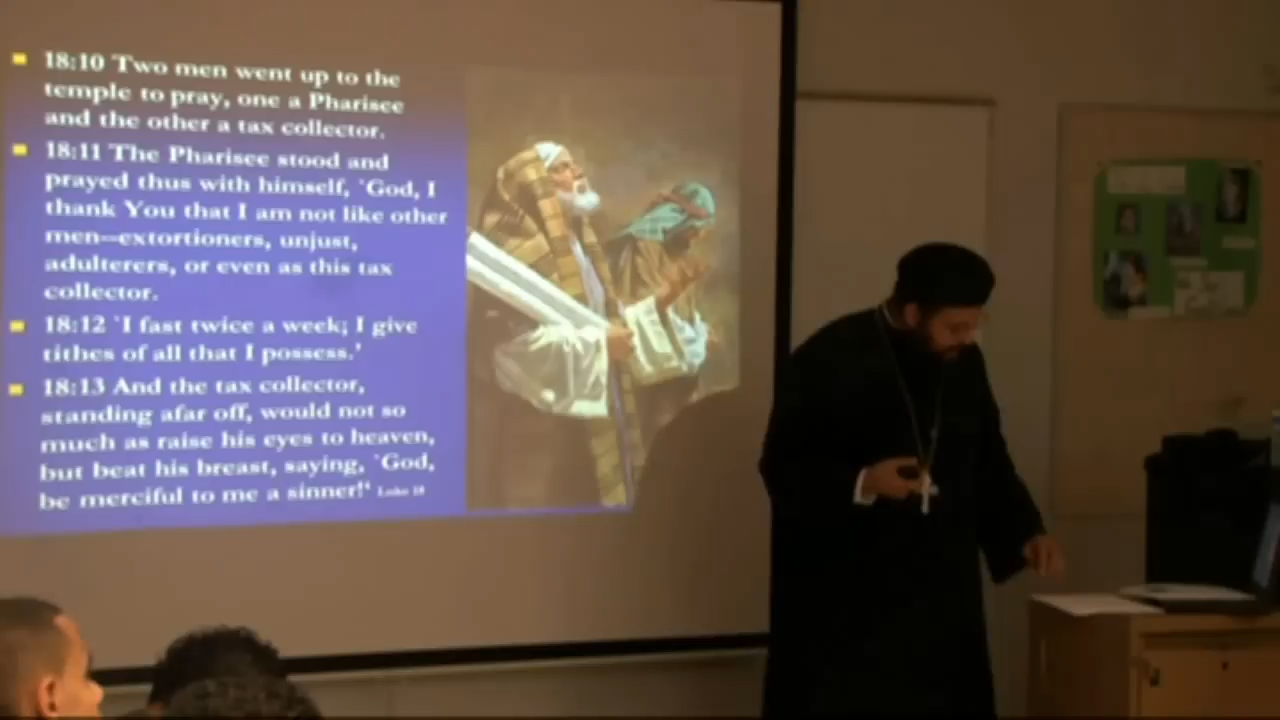 18:10 Two men went up to the
temple to pray, one a Pharisee
and the other a tax collector.
18:11 The Pharisee stood and
prayed thus with himself, `God, I
thank You that I am not like other
men—extortioners, unjust,
adulterers, or even as this tax
collector.
18:12 `I fast twice a week; I give
tithes of all that I possess.’
18:13 And the tax collector,
standing afar off, would not so
much as raise his eyes to heaven,
but beat his breast, saying, `God,
be merciful to me a sinner!‘ Luke 18